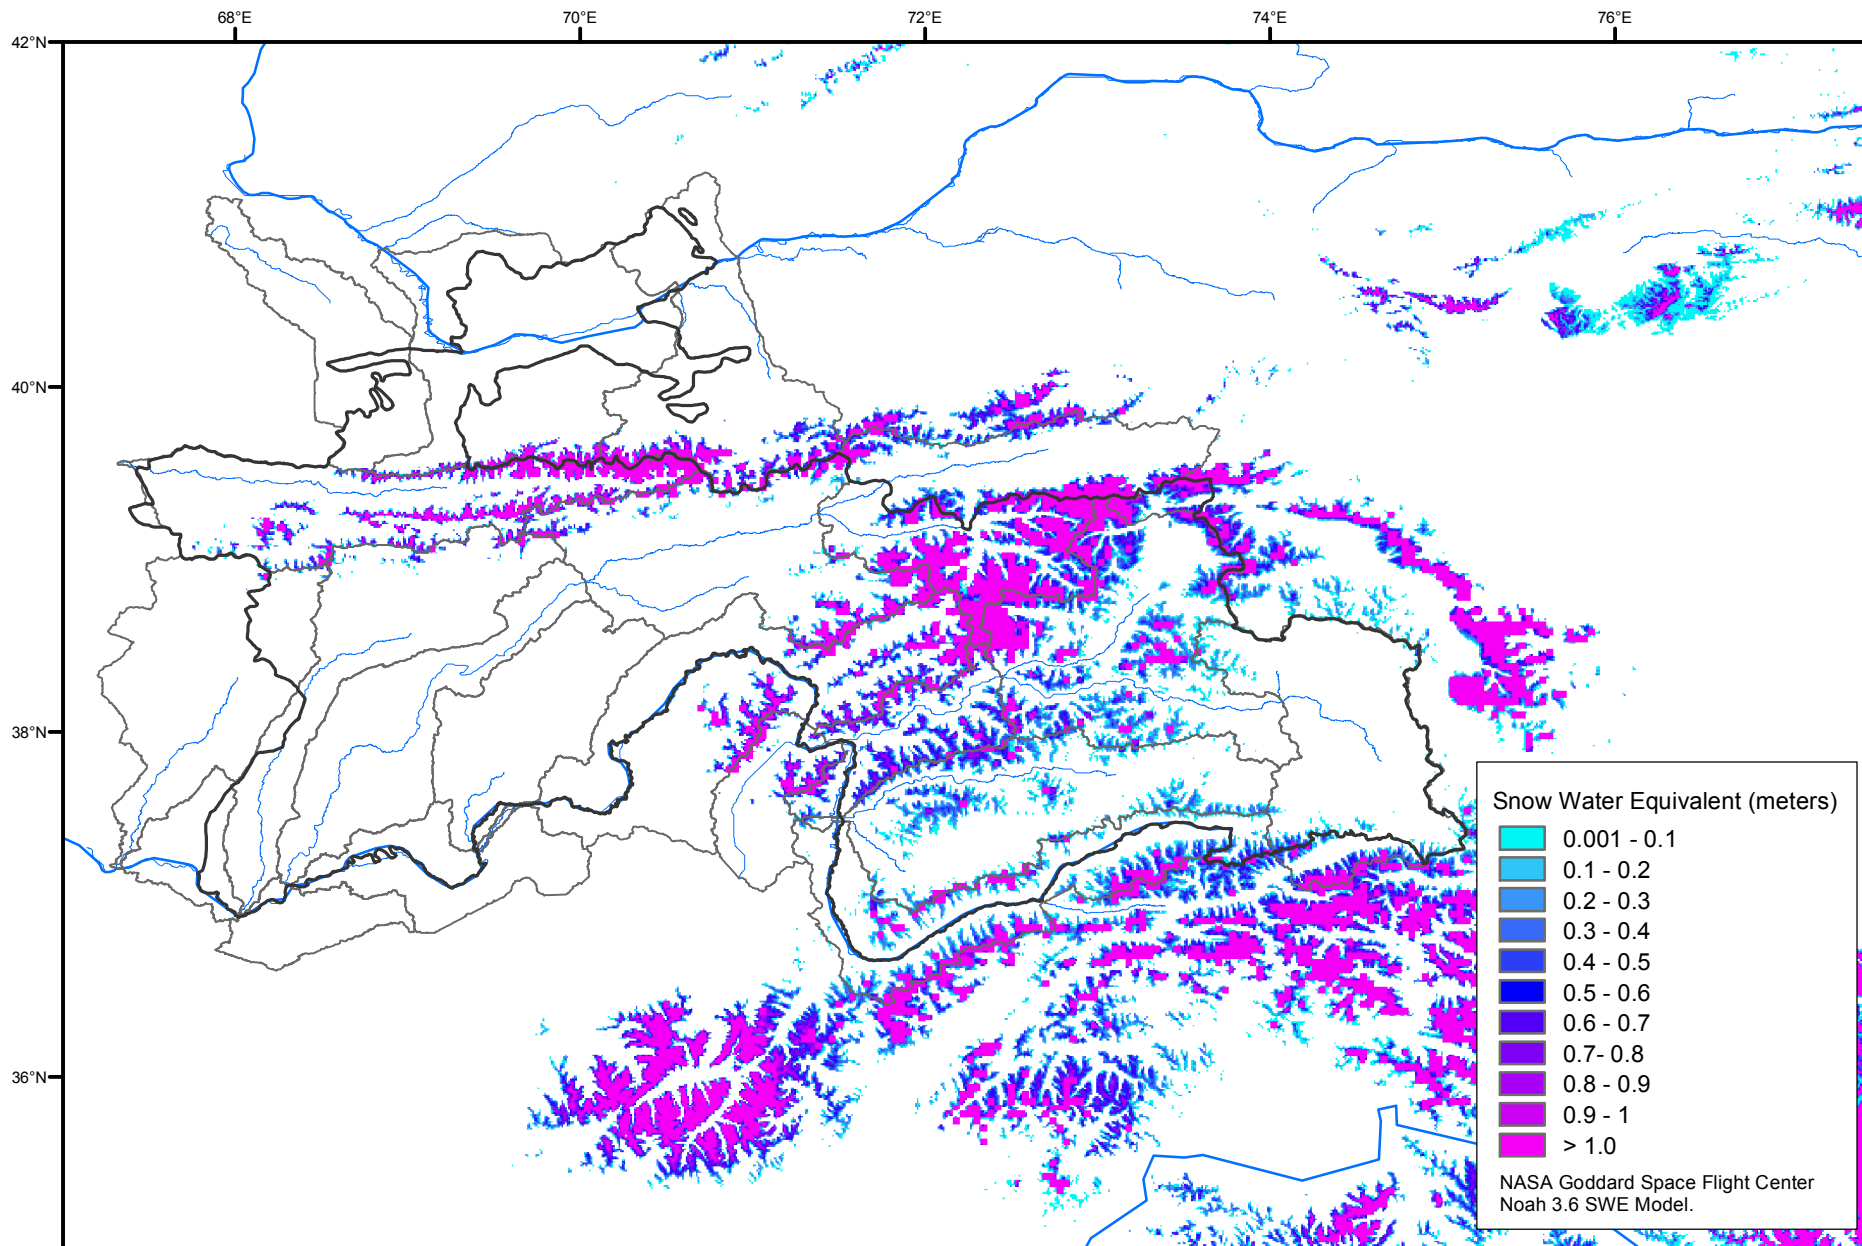 68°E 70°E 72°E 74°E 76°E
42°N
40°N
38°N
36°N
Snow Water Equivalent (meters)
0.001 - 0.1
0.1 - 0.2
0.2 - 0.3
0.3 - 0.4
0.4 - 0.5
0.5 - 0.6
0.6 - 0.7
0.7- 0.8
0.8 - 0.9
0.9 - 1
> 1.0
NASA Goddard Space Flight Center
Noah 3.6 SWE Model.